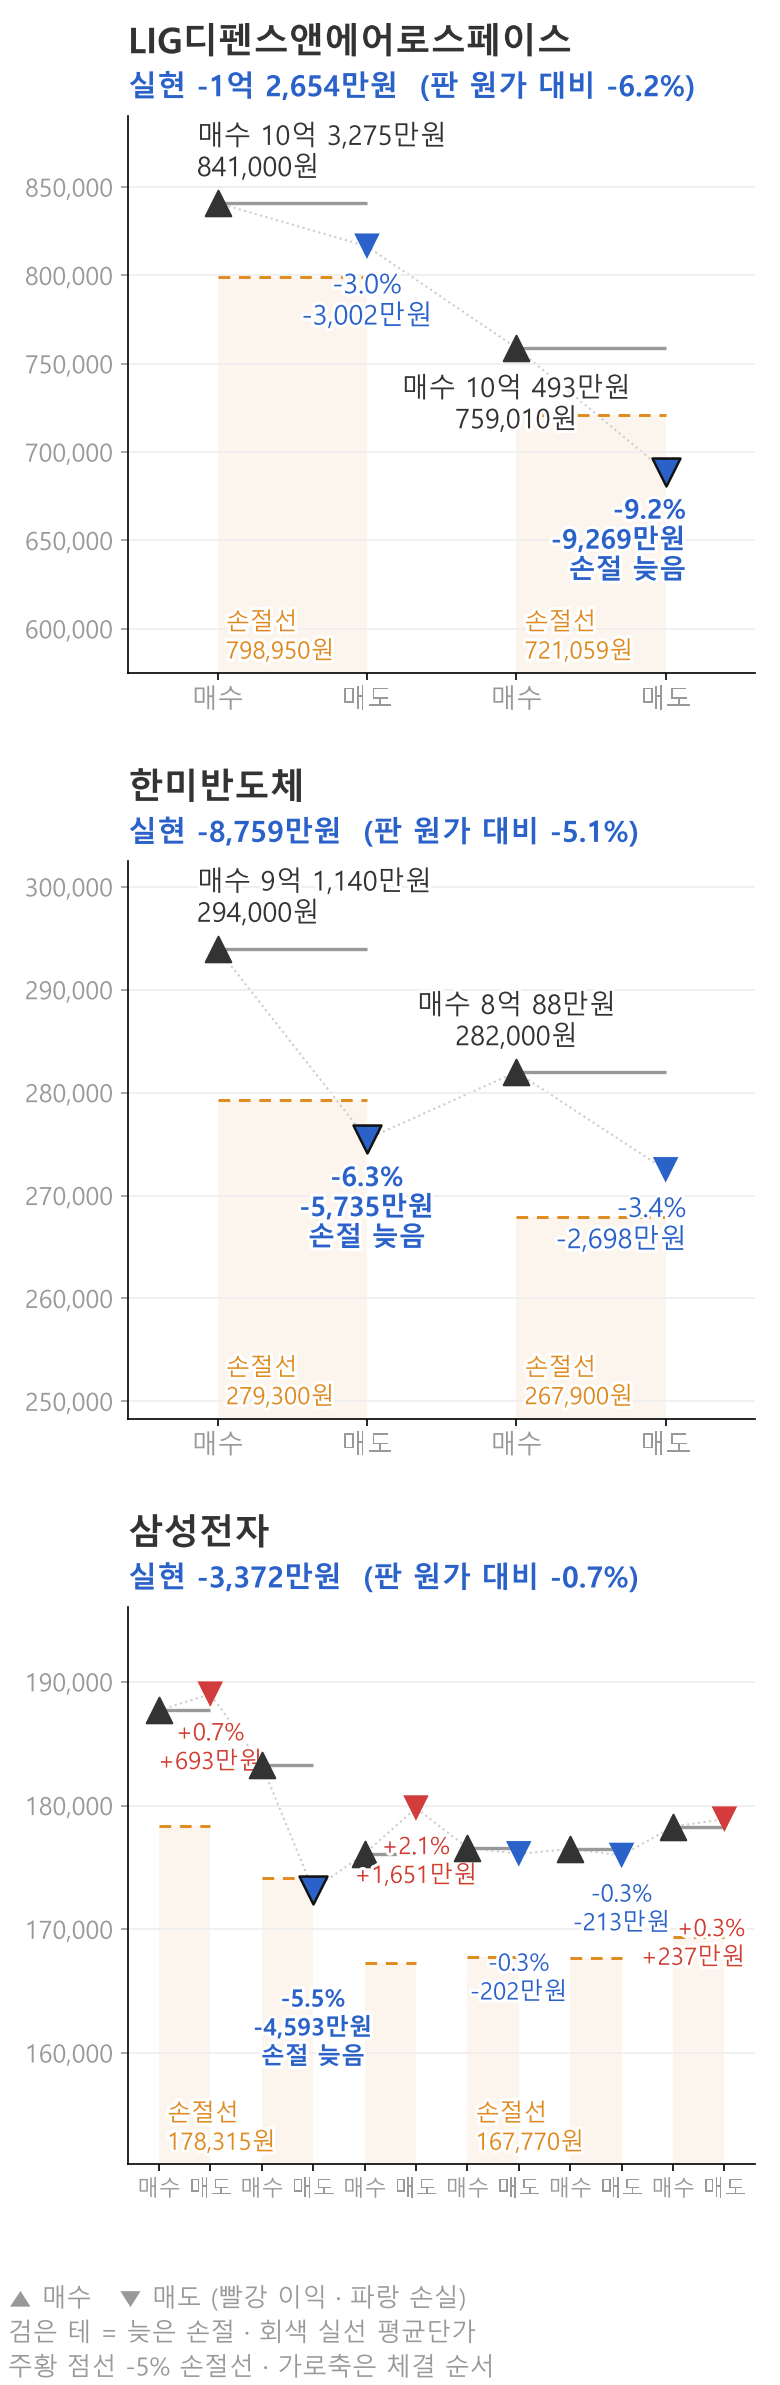 LIG디펜스앤에어로스페이스
실현 -1억 2,654만원 (판 원가 대비 -6.2%)
매수 10억 3,275만원
841,000원
850,000
800,000
-3.0%
-3,002만원
750,000
매수 10억 493만원
759,010원
700,000
-9.2%
-9,269만원
손절 늦음
650,000
600,000
손절선
798,950원
손절선
721,059원
매수 매도 매수 매도
한미반도체
실현 -8,759만원 (판 원가 대비 -5.1%)
매수 9억 1,140만원
294,000원
300,000
290,000
매수 8억 88만원
282,000원
280,000
-6.3%
-5,735만원
손절 늦음
270,000
-3.4%
-2,698만원
260,000
손절선
279,300원
손절선
267,900원
250,000
매수 매도 매수 매도
삼성전자
실현 -3,372만원 (판 원가 대비 -0.7%)
190,000
+0.7%
+693만원
180,000
+2.1%
+1,651만원
-0.3%
-213만원
170,000
+0.3%
+237만원
-0.3%
-202만원
-5.5%
-4,593만원
손절 늦음
160,000
손절선
178,315원
손절선
167,770원
매수 매도 매수 매도 매수 매도 매수 매도 매수 매도 매수 매도
▲ 매수 ▼ 매도 (빨강 이익 · 파랑 손실)
검은 테 = 늦은 손절 · 회색 실선 평균단가
주황 점선 -5% 손절선 · 가로축은 체결 순서